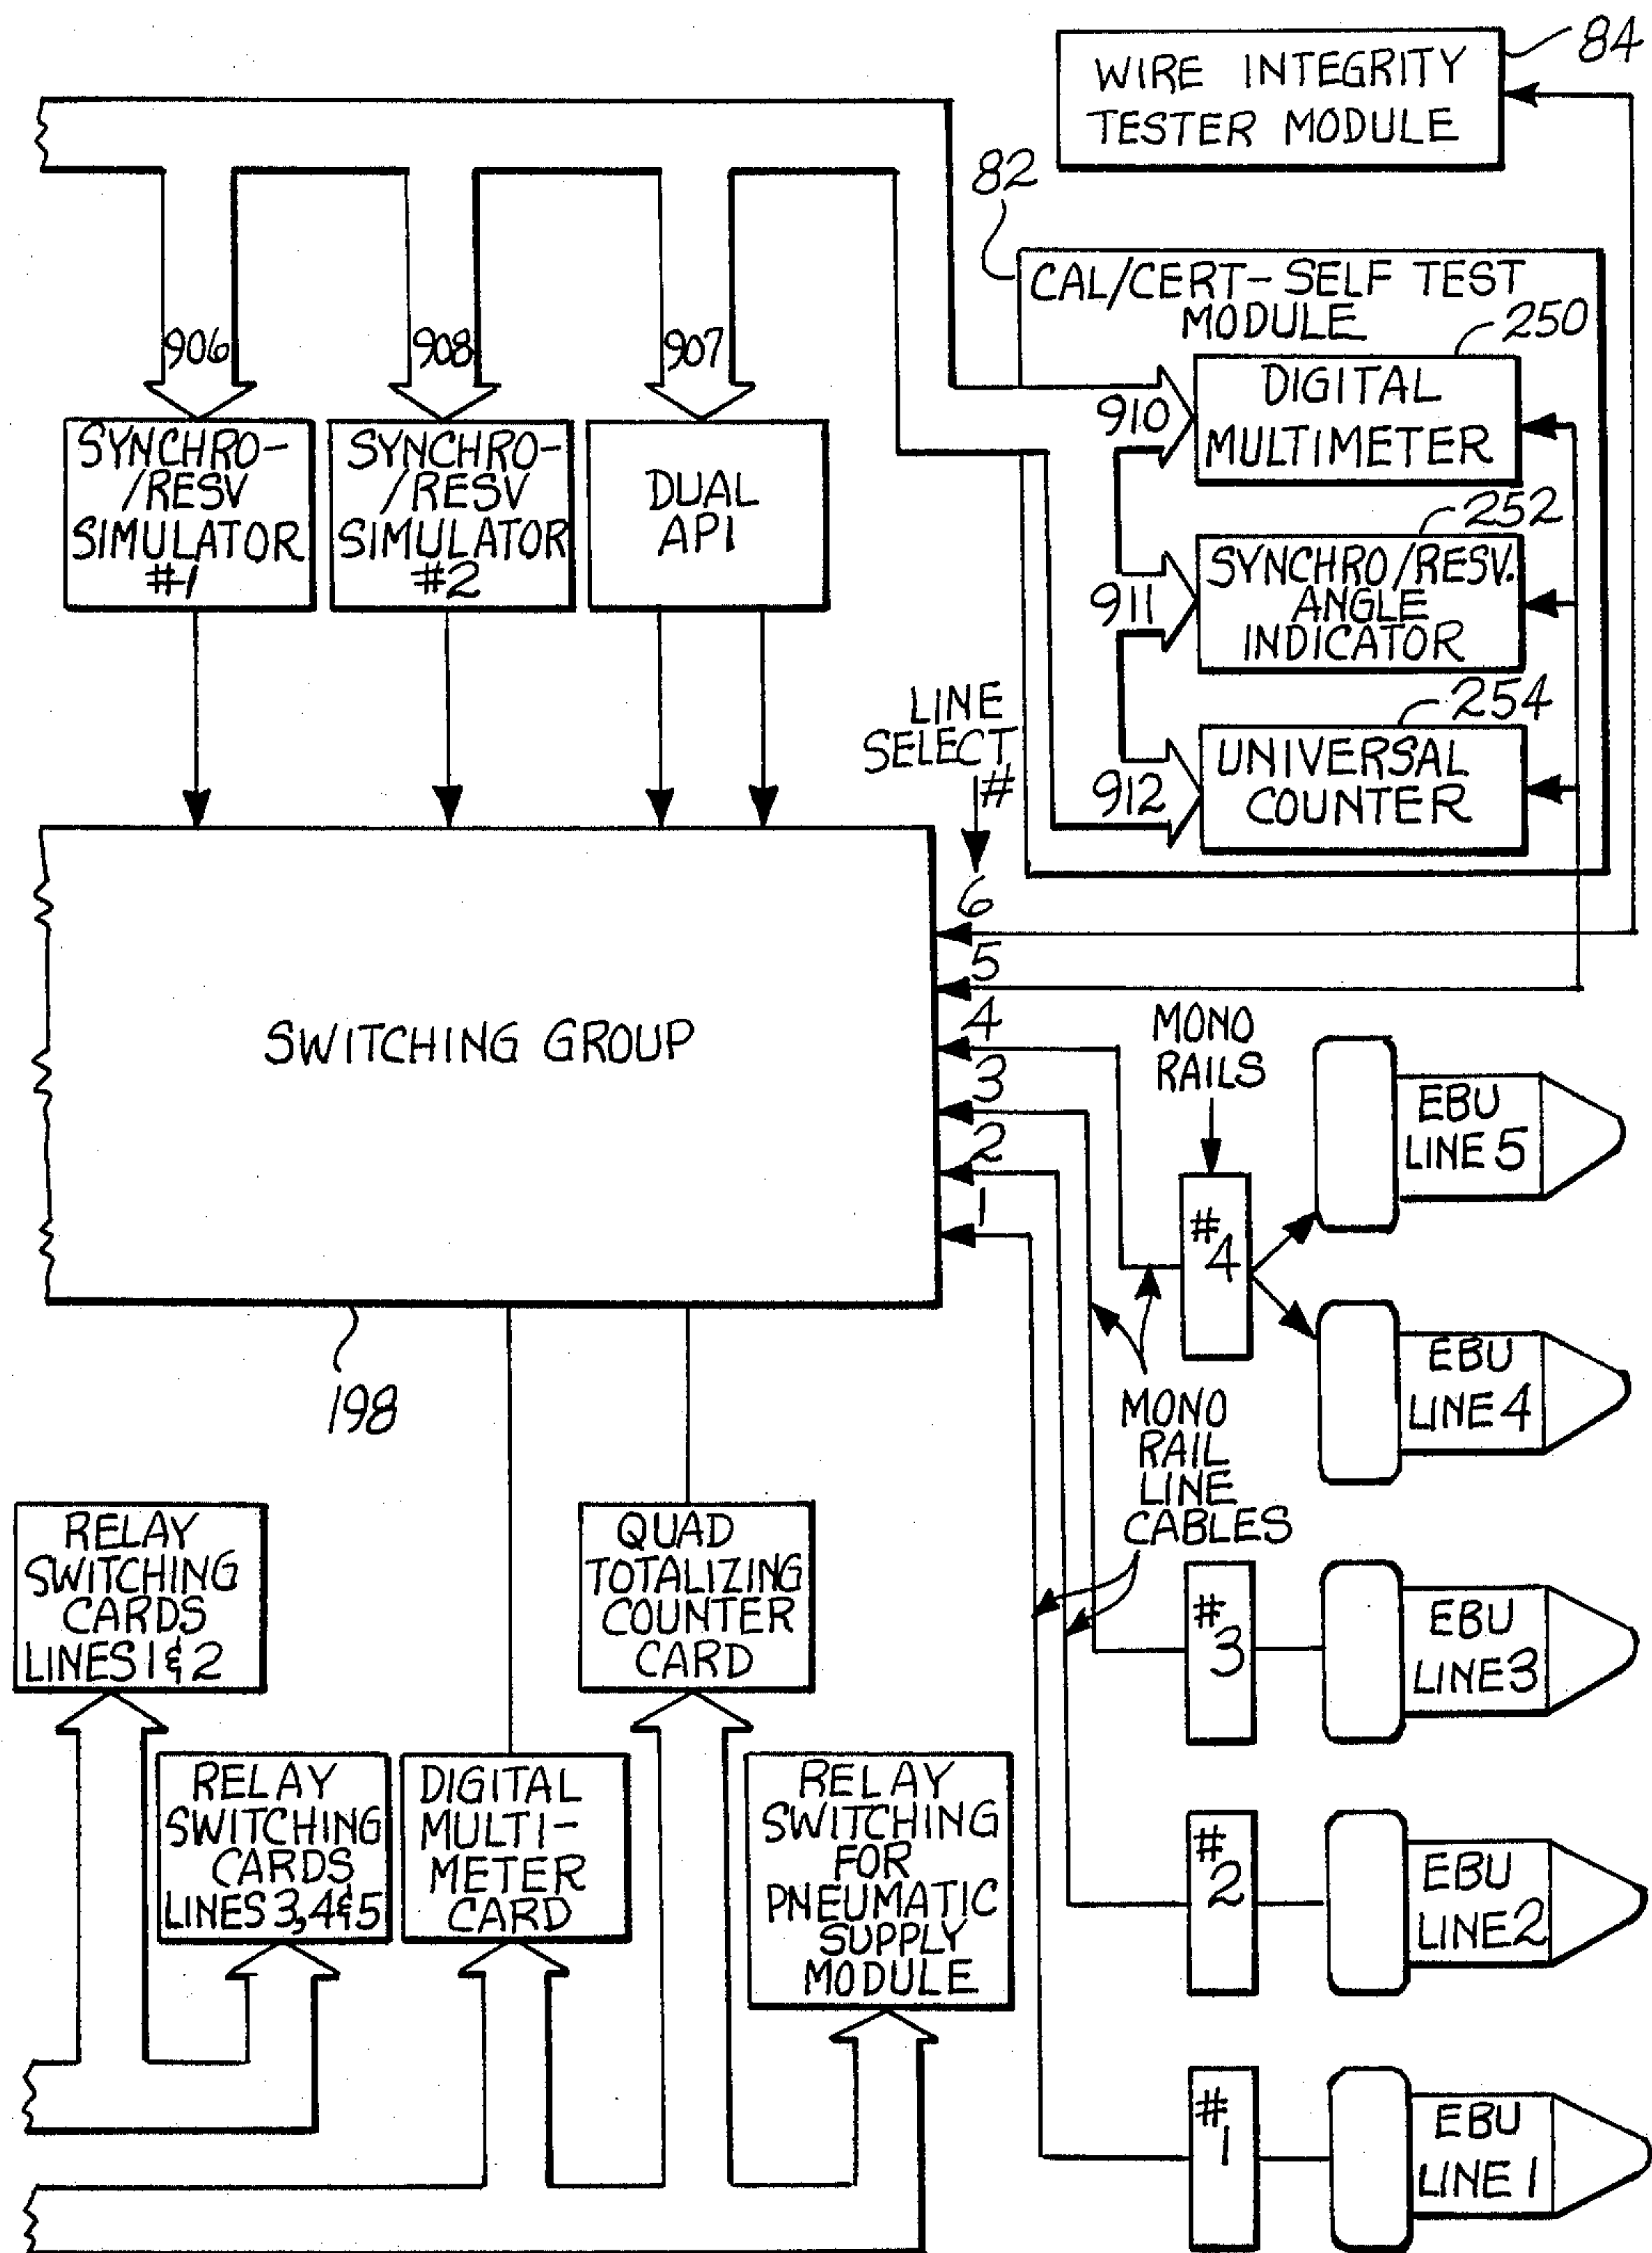 84
WIRE INTEGRITY
TESTER MODULE
82
CAL/CERT-SELF TEST
MODULE
250
906
908
907
910
DIGITAL
MULTIMETER
SYNCHRO-
/RESV
SIMULATOR
#1
SYNCHRO-
/RESV
SIMULATOR
#2
DUAL
API
252
911
SYNCHRO/RESV.
ANGLE
INDICATOR
254
LINE
SELECT
#
912
UNIVERSAL
COUNTER
6
5
4
3
2
1
SWITCHING GROUP
198
MONO
RAILS
#4
EBU
LINE 5
EBU
LINE 4
MONO
RAIL
LINE
CABLES
RELAY
SWITCHING
CARDS
LINES 1 & 2
QUAD
TOTALIZING
COUNTER
CARD
#3
EBU
LINE 3
RELAY
SWITCHING
CARDS
LINES 3, 4 & 5
DIGITAL
MULTI-
METER
CARD
RELAY
SWITCHING
FOR
PNEUMATIC
SUPPLY
MODULE
#2
EBU
LINE 2
#1
EBU
LINE 1